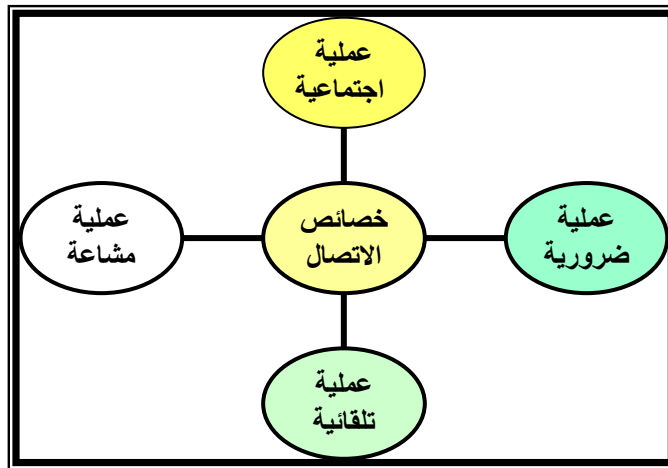 عملية
اجتماعية
خصائص
الاتصال
عملية
ضرورية
عملية
مشاعة
عملية
تلقائية